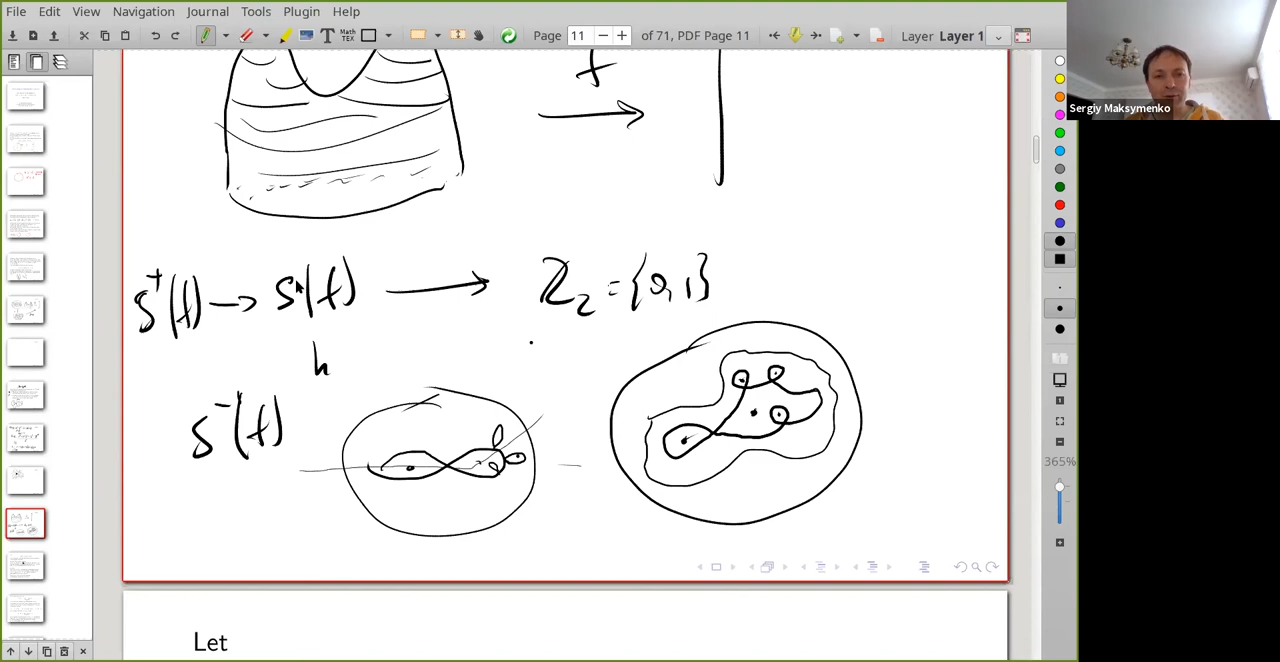 File Edit View Navigation Journal Tools Plugin Help
Page 11 of 71, PDF Page 11 Layer Layer 1
Sergiy Maksymenko
f
S⁺(f) → S(f) → ℤ₂ = {0,1}
h
S⁻(f)
365%
Let